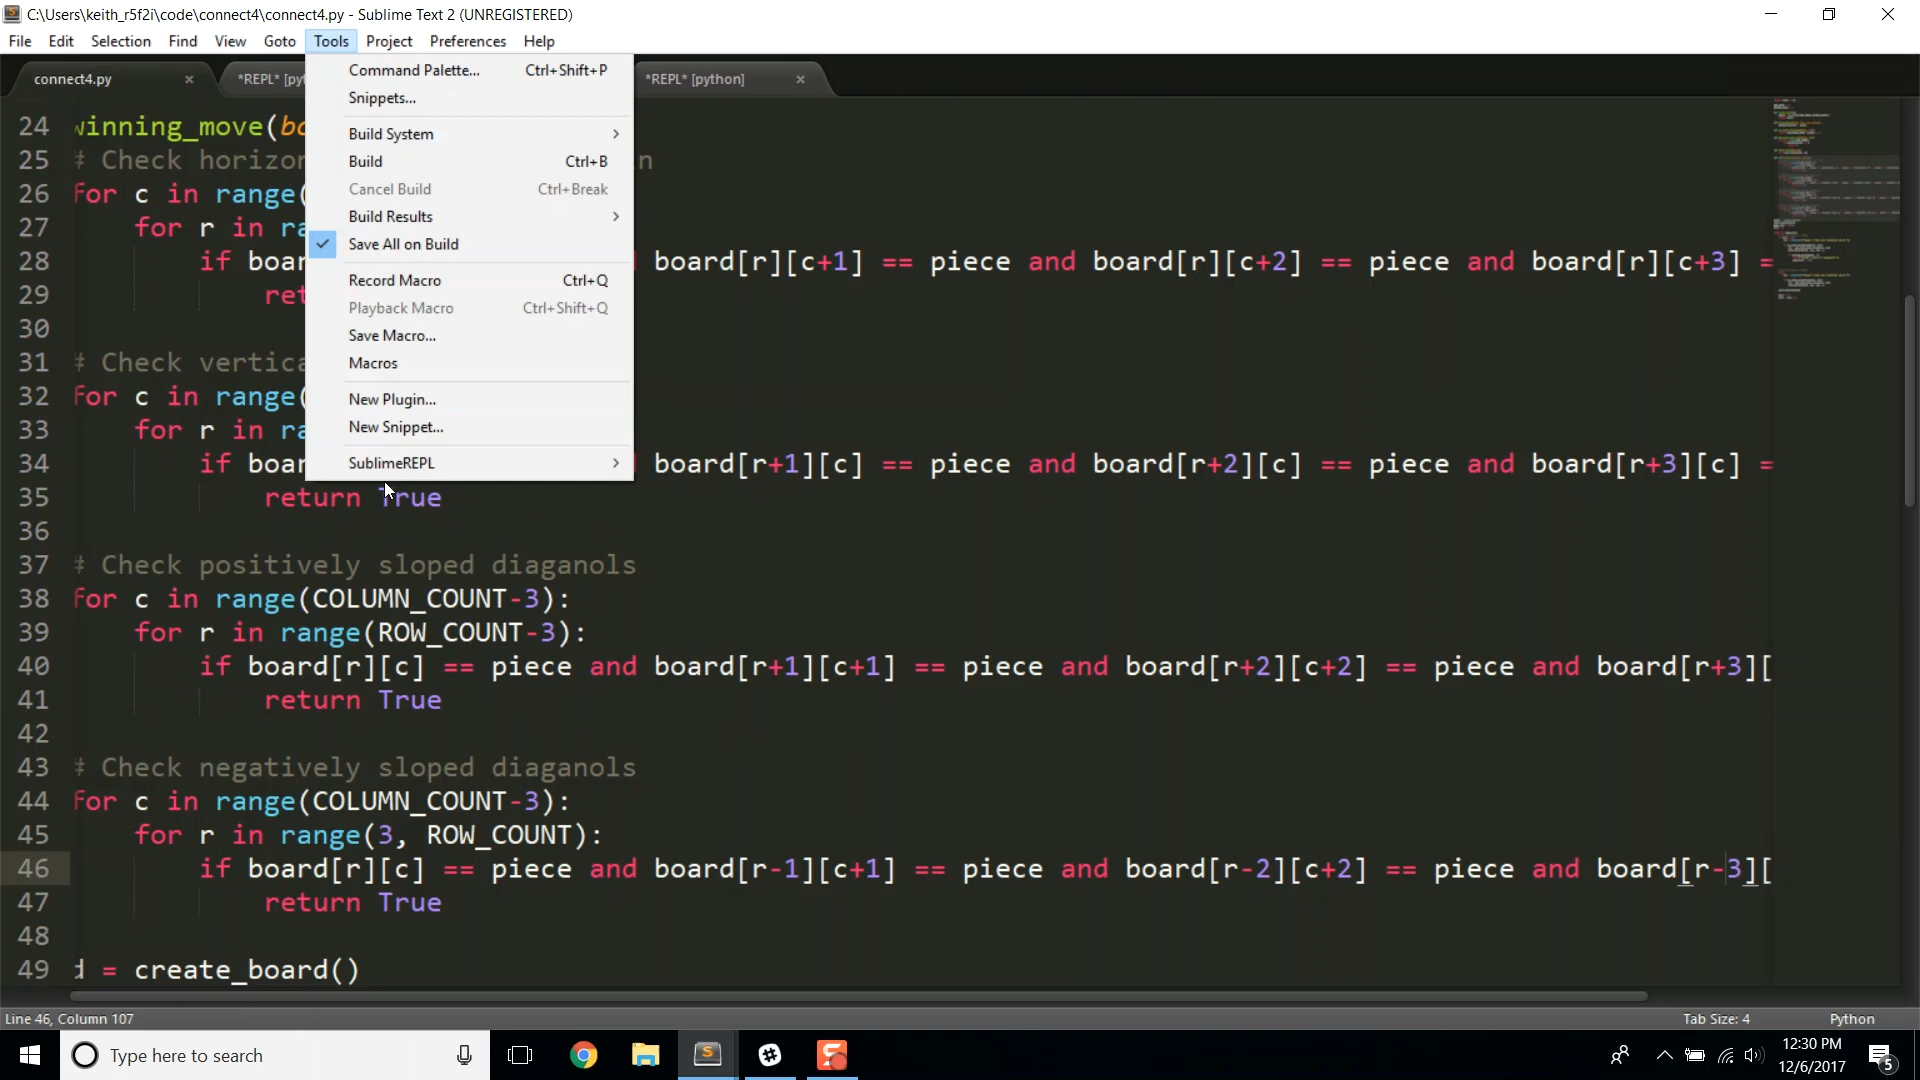 C:\Users\keith_r5f2i\code\connect4\connect4.py - Sublime Text 2 (UNREGISTERED)
File Edit Selection Find View Goto Tools Project Preferences Help
connect4.py × *REPL* [pyt *REPL* [python] ×
Command Palette... Ctrl+Shift+P
Snippets...
Build System
Build Ctrl+B
Cancel Build Ctrl+Break
Build Results
Save All on Build
Record Macro Ctrl+Q
Playback Macro Ctrl+Shift+Q
Save Macro...
Macros
New Plugin...
New Snippet...
SublimeREPL
24 winning_move(bo
25 # Check horizon n
26 for c in range(
27 for r in ra
28 if boar board[r][c+1] == piece and board[r][c+2] == piece and board[r][c+3] =
29 ret
30
31 # Check vertica
32 for c in range(
33 for r in ra
34 if boar board[r+1][c] == piece and board[r+2][c] == piece and board[r+3][c] =
35 return True
36
37 # Check positively sloped diaganols
38 for c in range(COLUMN_COUNT-3):
39 for r in range(ROW_COUNT-3):
40 if board[r][c] == piece and board[r+1][c+1] == piece and board[r+2][c+2] == piece and board[r+3][
41 return True
42
43 # Check negatively sloped diaganols
44 for c in range(COLUMN_COUNT-3):
45 for r in range(3, ROW_COUNT):
46 if board[r][c] == piece and board[r-1][c+1] == piece and board[r-2][c+2] == piece and board[r-3][
47 return True
48
49 d = create_board()
Line 46, Column 107 Tab Size: 4 Python
Type here to search
12:30 PM
12/6/2017
5